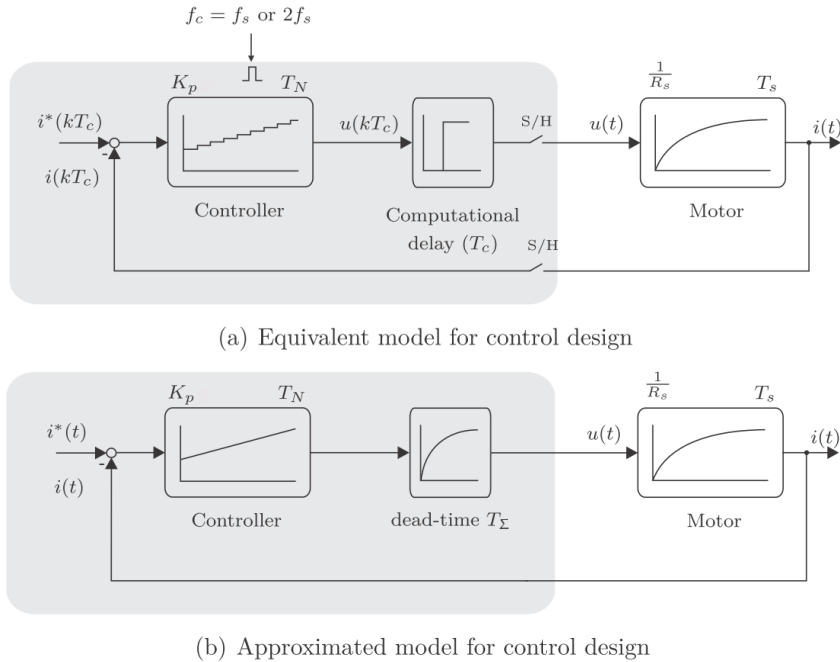 f_c = f_s or 2f_s
K_p T_N
i*(kT_c)
i(kT_c)
-
Controller
u(kT_c)
Computational
delay (T_c)
S/H
S/H
u(t)
1/R_s T_s
Motor
i(t)
(a) Equivalent model for control design
K_p T_N
i*(t)
i(t)
-
Controller
dead-time T_Σ
u(t)
1/R_s T_s
Motor
i(t)
(b) Approximated model for control design